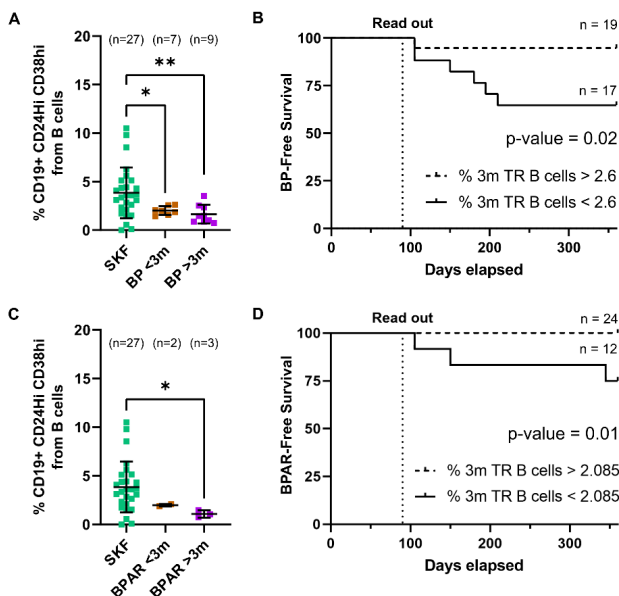 A
(n=27) (n=7) (n=9)
20
15
10
5
0
**
*
% CD19+ CD24Hi CD38hi
from B cells
SKF
BP <3m
BP >3m
B
Read out
n = 19
n = 17
100
75
50
25
0
BP-Free Survival
p-value = 0.02
% 3m TR B cells > 2.6
% 3m TR B cells < 2.6
0 100 200 300
Days elapsed
C
(n=27) (n=2) (n=3)
20
15
10
5
0
*
% CD19+ CD24Hi CD38hi
from B cells
SKF
BPAR <3m
BPAR >3m
D
Read out
n = 24
n = 12
100
75
50
25
0
BPAR-Free Survival
p-value = 0.01
% 3m TR B cells > 2.085
% 3m TR B cells < 2.085
0 100 200 300
Days elapsed